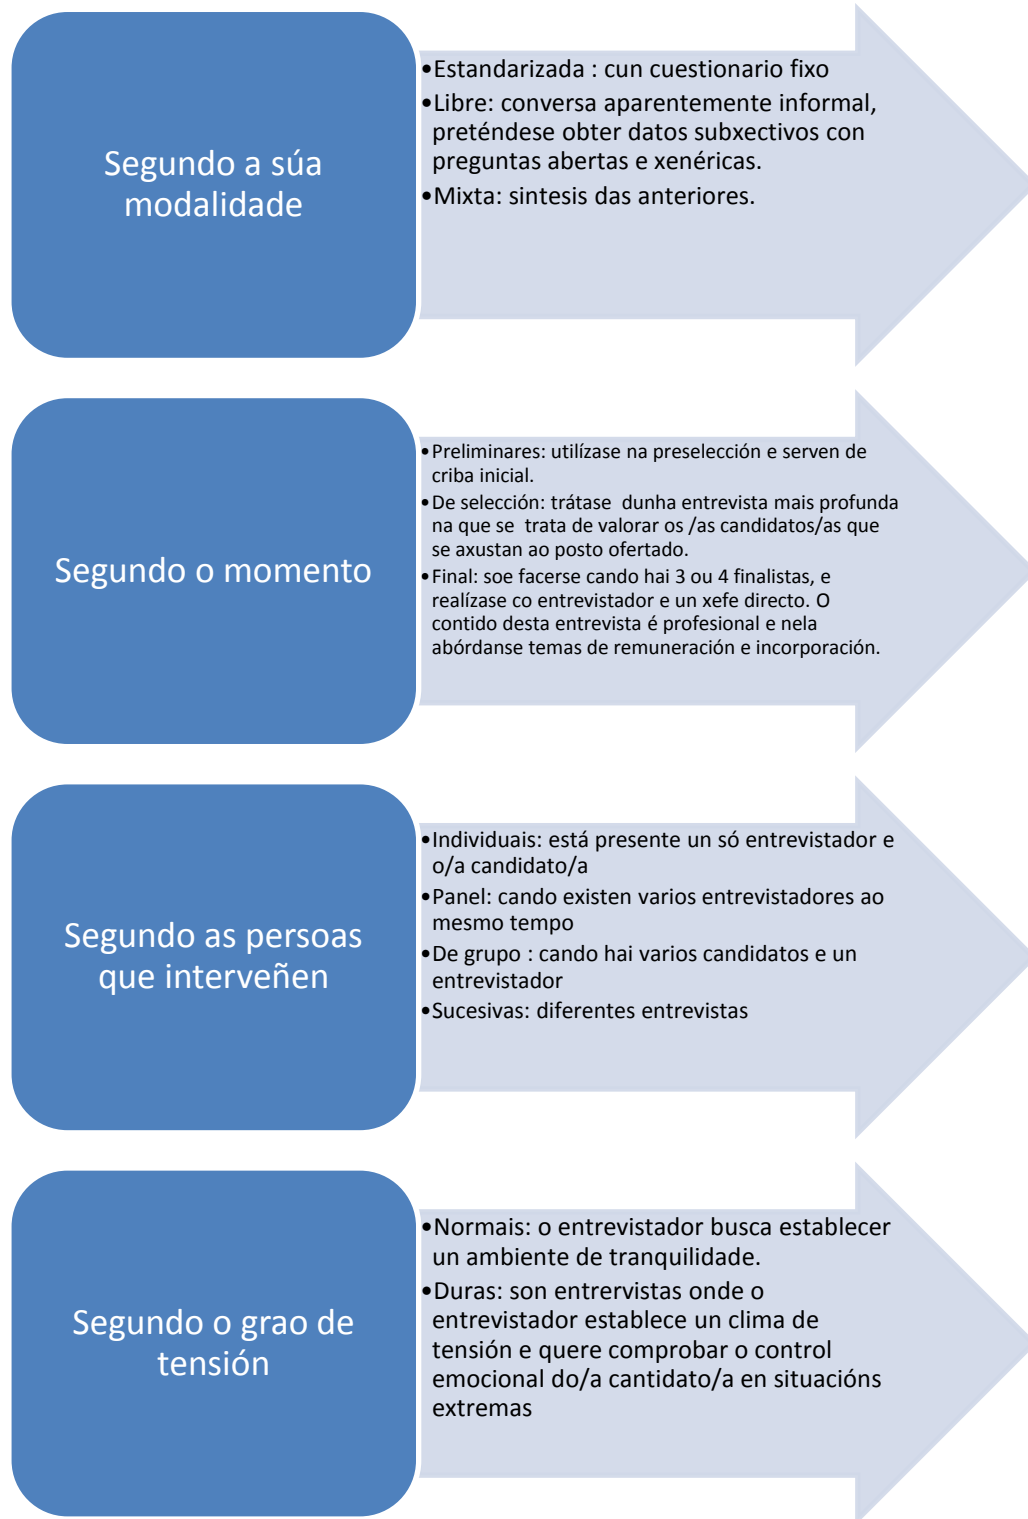 Segundo a súa
modalidade
•Estandarizada : cun cuestionario fixo
•Libre: conversa aparentemente informal,
preténdese obter datos subxectivos con
preguntas abertas e xenéricas.
•Mixta: sintesis das anteriores.
Segundo o momento
•Preliminares: utilízase na preselección e serven de
criba inicial.
•De selección: trátase dunha entrevista mais profunda
na que se trata de valorar os /as candidatos/as que
se axustan ao posto ofertado.
•Final: soe facerse cando hai 3 ou 4 finalistas, e
realízase co entrevistador e un xefe directo. O
contido desta entrevista é profesional e nela
abórdanse temas de remuneración e incorporación.
Segundo as persoas
que interveñen
•Individuais: está presente un só entrevistador e
o/a candidato/a
•Panel: cando existen varios entrevistadores ao
mesmo tempo
•De grupo : cando hai varios candidatos e un
entrevistador
•Sucesivas: diferentes entrevistas
Segundo o grao de
tensión
•Normais: o entrevistador busca establecer
un ambiente de tranquilidade.
•Duras: son entrervistas onde o
entrevistador establece un clima de
tensión e quere comprobar o control
emocional do/a cantidato/a en situacións
extremas